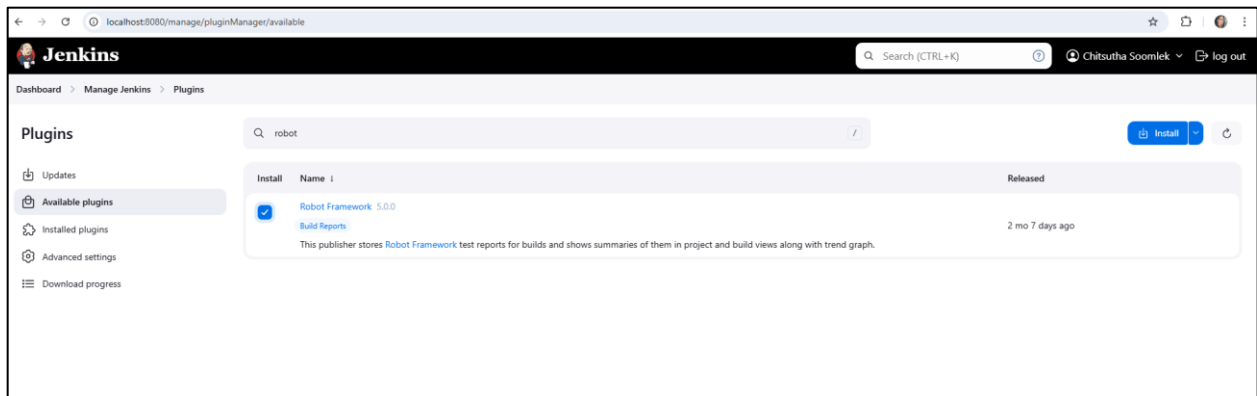 localhost:8080/manage/pluginManager/available
Jenkins
Search (CTRL+K)
?
Chitsutha Soomlek
log out
Dashboard > Manage Jenkins > Plugins
Plugins
robot
/
Install
Updates
Available plugins
Installed plugins
Advanced settings
Download progress
Install Name ↓ Released
Robot Framework 5.0.0
Build Reports
This publisher stores Robot Framework test reports for builds and shows summaries of them in project and build views along with trend graph.
2 mo 7 days ago